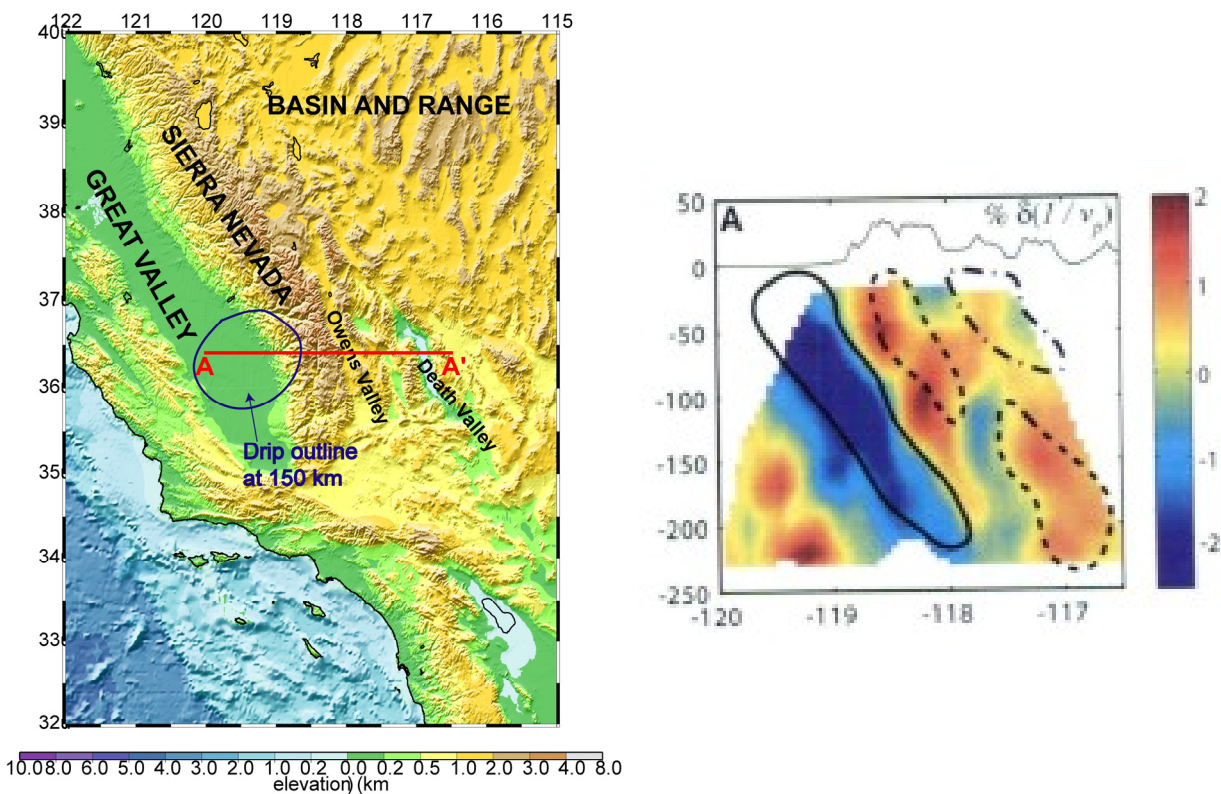 122 121 120 119 118 117 116 115
40
39
38
37
36
35
34
33
32
BASIN AND RANGE
SIERRA NEVADA
GREAT VALLEY
Owens Valley
Death Valley
A A'
Drip outline
at 150 km
10.08.0 6.0 5.0 4.0 3.0 2.0 1.0 0.2 0.0 0.2 0.5 1.0 2.0 3.0 4.0 8.0
elevation) (km
A
% δ(1/vp)
50
0
-50
-100
-150
-200
-250
-120 -119 -118 -117
2
1
0
-1
-2